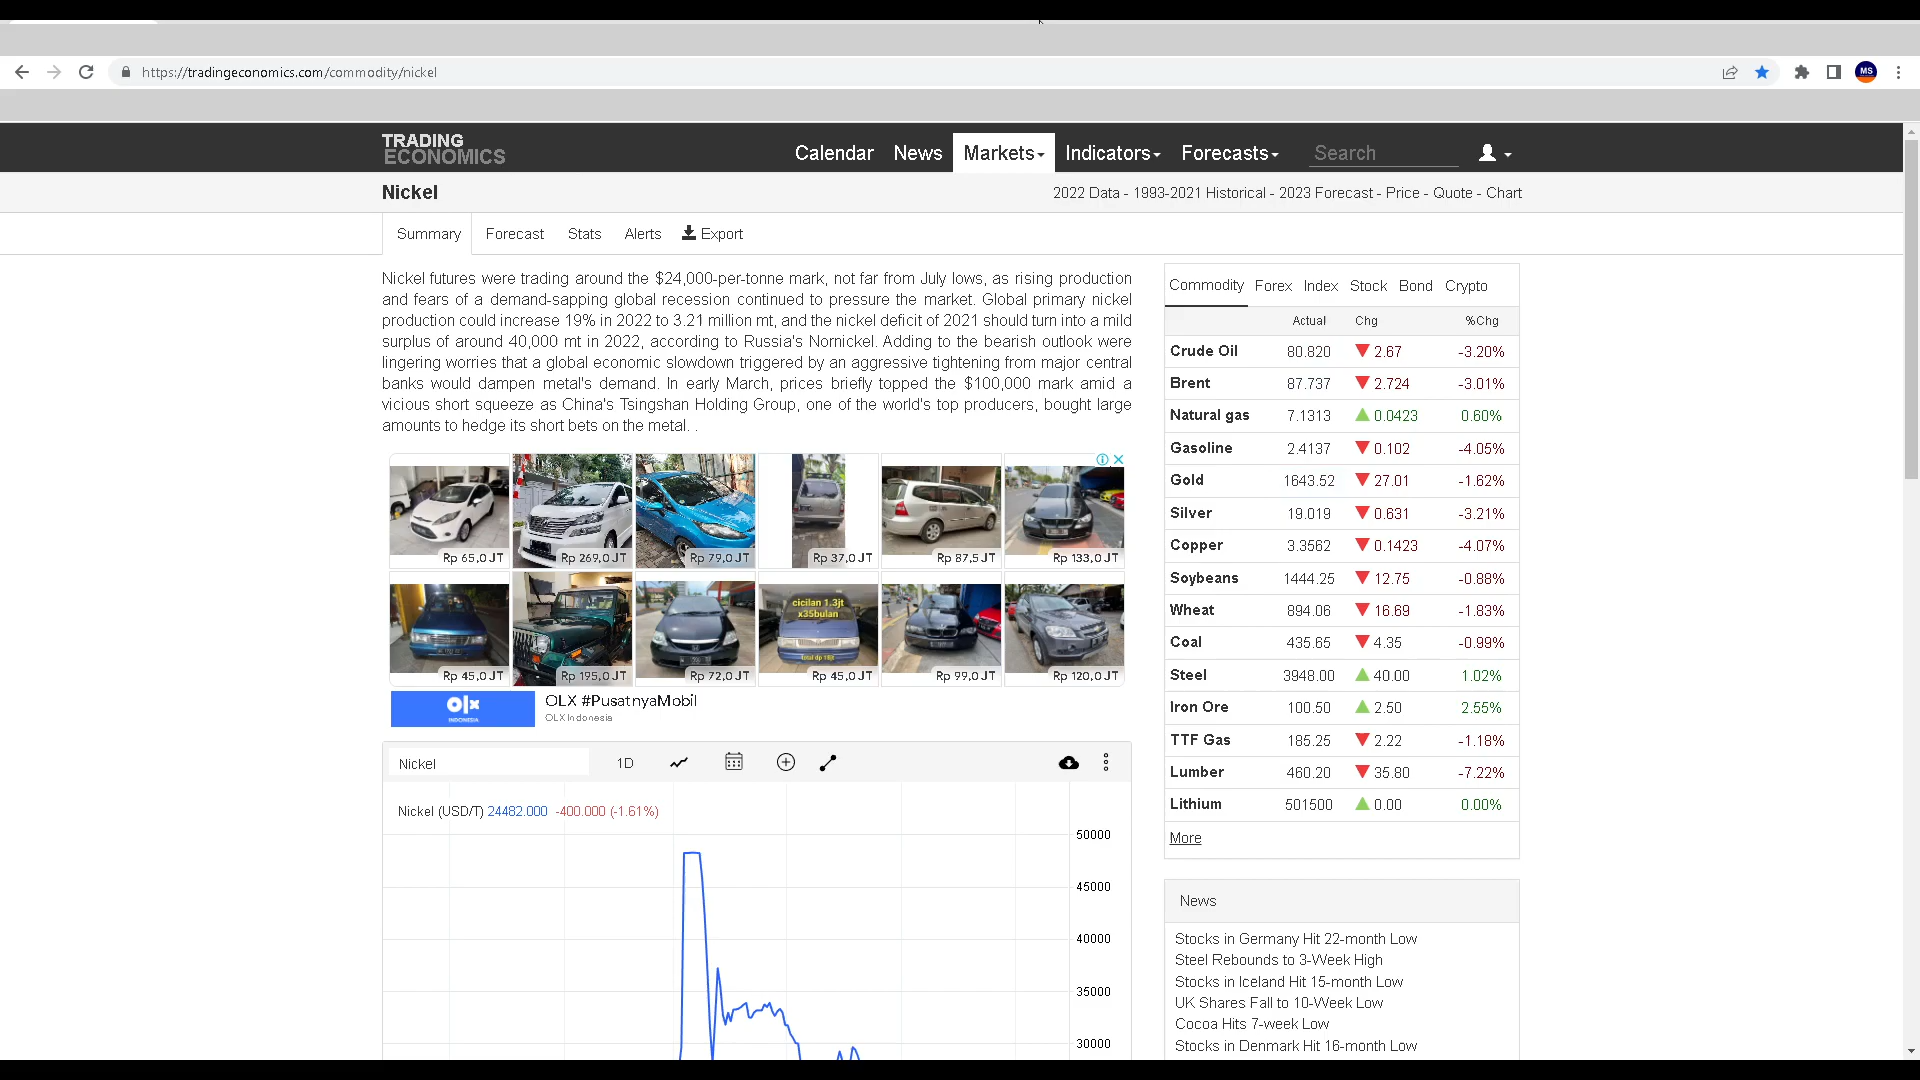 https://tradingeconomics.com/commodity/nickel
MS
TRADING
ECONOMICS
Calendar News Markets Indicators Forecasts Search
Nickel
2022 Data - 1993-2021 Historical - 2023 Forecast - Price - Quote - Chart
Summary Forecast Stats Alerts Export
Nickel futures were trading around the $24,000-per-tonne mark, not far from July lows, as rising production
and fears of a demand-sapping global recession continued to pressure the market. Global primary nickel
production could increase 19% in 2022 to 3.21 million mt, and the nickel deficit of 2021 should turn into a mild
surplus of around 40,000 mt in 2022, according to Russia's Nornickel. Adding to the bearish outlook were
lingering worries that a global economic slowdown triggered by an aggressive tightening from major central
banks would dampen metal's demand. In early March, prices briefly topped the $100,000 mark amid a
vicious short squeeze as China's Tsingshan Holding Group, one of the world's top producers, bought large
amounts to hedge its short bets on the metal. .
Rp 65,0 JT Rp 269,0 JT Rp 79,0 JT Rp 37,0 JT Rp 87,5 JT Rp 133,0 JT
cicilan 1.3jt
x35bulan
Rp 45,0 JT Rp 195,0 JT Rp 72,0 JT Rp 45,0 JT Rp 99,0 JT Rp 120,0 JT
olx
INDONESIA
OLX #PusatnyaMobil
OLX Indonesia
Nickel 1D
Nickel (USD/T) 24482.000 -400.000 (-1.61%)
50000
45000
40000
35000
30000
Commodity Forex Index Stock Bond Crypto
Actual Chg %Chg
Crude Oil 80.820 2.67 -3.20%
Brent 87.737 2.724 -3.01%
Natural gas 7.1313 0.0423 0.60%
Gasoline 2.4137 0.102 -4.05%
Gold 1643.52 27.01 -1.62%
Silver 19.019 0.631 -3.21%
Copper 3.3562 0.1423 -4.07%
Soybeans 1444.25 12.75 -0.88%
Wheat 894.06 16.69 -1.83%
Coal 435.65 4.35 -0.99%
Steel 3948.00 40.00 1.02%
Iron Ore 100.50 2.50 2.55%
TTF Gas 185.25 2.22 -1.18%
Lumber 460.20 35.80 -7.22%
Lithium 501500 0.00 0.00%
More
News
Stocks in Germany Hit 22-month Low
Steel Rebounds to 3-Week High
Stocks in Iceland Hit 15-month Low
UK Shares Fall to 10-Week Low
Cocoa Hits 7-week Low
Stocks in Denmark Hit 16-month Low